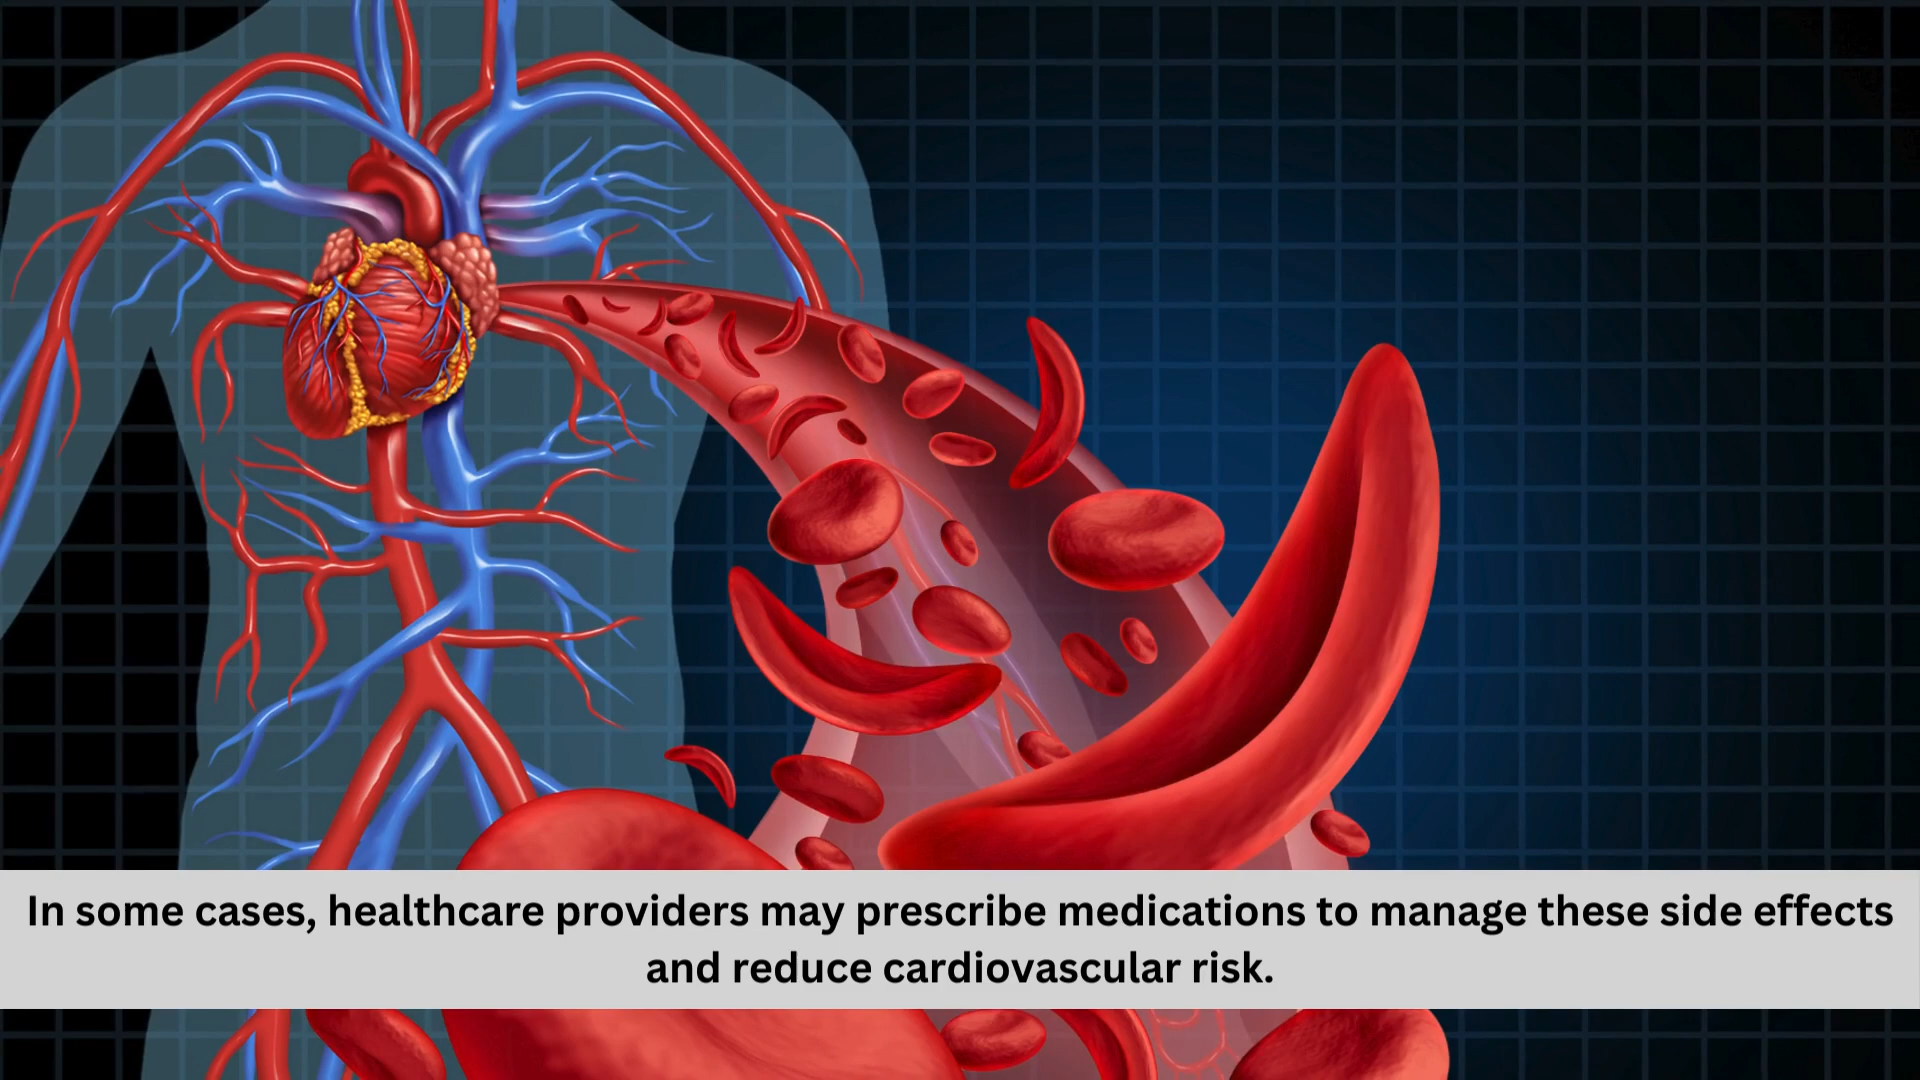 In some cases, healthcare providers may prescribe medications to manage these side effects
and reduce cardiovascular risk.